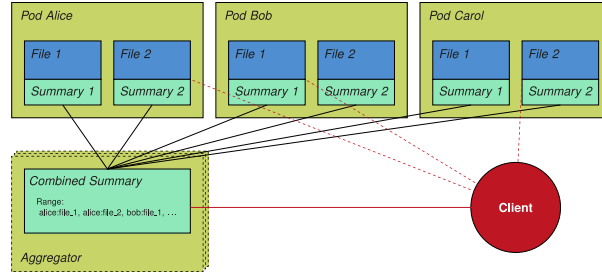 Pod Alice
Pod Bob
Pod Carol
File 1
File 2
File 1
File 2
File 1
File 2
Summary 1
Summary 2
Summary 1
Summary 2
Summary 1
Summary 2
Combined Summary
Range:
alice:file_1, alice:file_2, bob:file_1, ...
Client
Aggregator